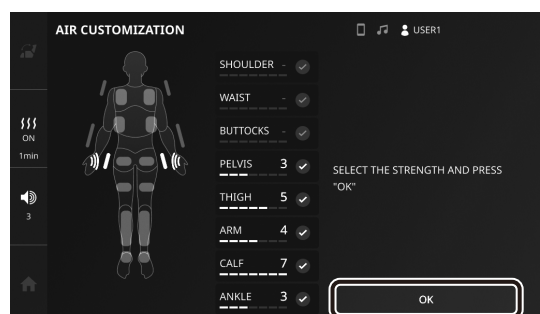 AIR CUSTOMIZATION
USER1
ON
1min
3
SHOULDER -
WAIST -
BUTTOCKS -
PELVIS 3
THIGH 5
ARM 4
CALF 7
ANKLE 3
SELECT THE STRENGTH AND PRESS
"OK"
OK